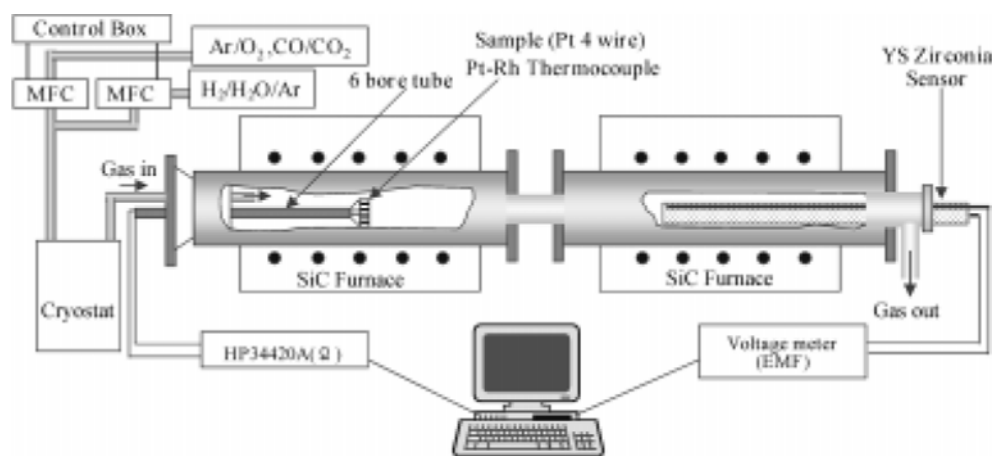 Control Box
Ar/O2 ,CO/CO2
Sample (Pt 4 wire)
Pt-Rh Thermocouple
YS Zirconia
Sensor
MFC
MFC
H2/H2O/Ar
6 bore tube
Gas in
SiC Furnace
SiC Furnace
Cryostat
Gas out
HP34420A(Ω)
Voltage meter
(EMF)